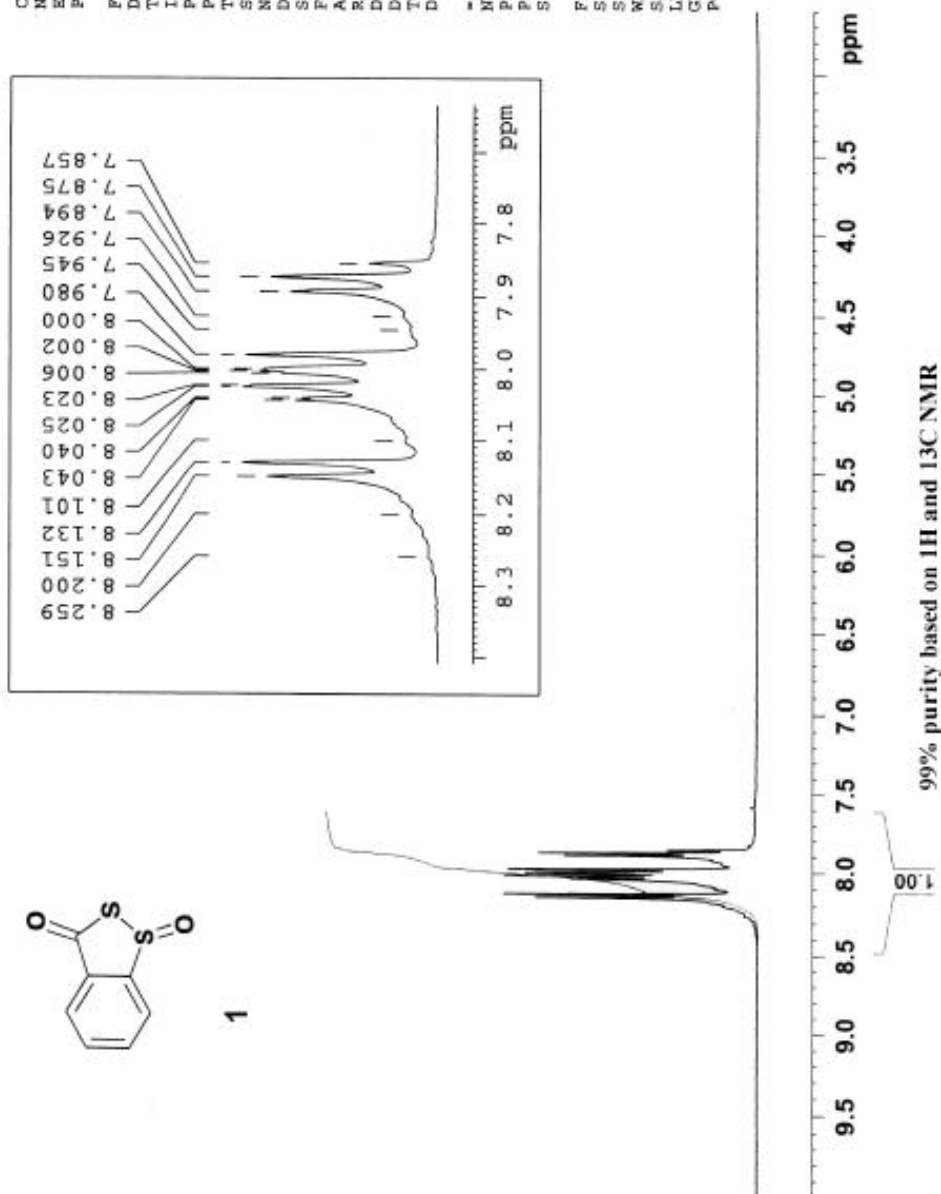 O
S
S
O
1
8.259
8.200
8.151
8.132
8.101
8.043
8.040
8.025
8.023
8.006
8.002
8.000
7.980
7.945
7.926
7.894
7.875
7.857
8.3 8.2 8.1 8.0 7.9 7.8 ppm
1.00
9.5 9.0 8.5 8.0 7.5 7.0 6.5 6.0 5.5 5.0 4.5 4.0 3.5 ppm
99% purity based on 1H and 13C NMR
C
N
E
P
F
D
T
I
P
P
T
S
N
D
S
F
A
R
D
D
T
D
=
N
P
P
S
F
S
S
W
S
L
G
P